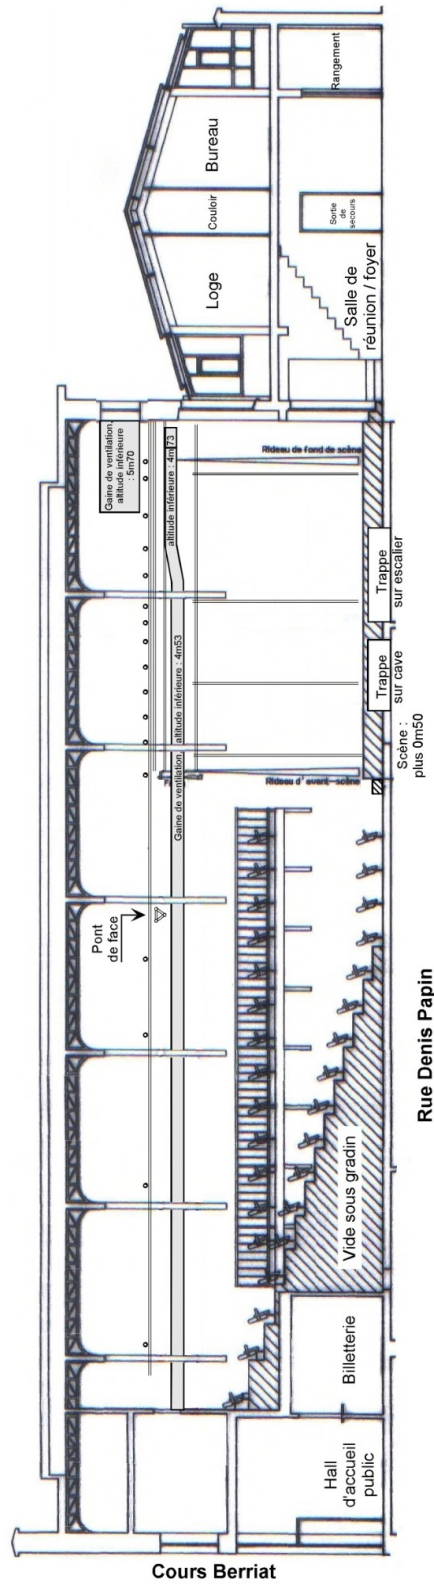 Rangement
Bureau
Couloir
Sortie
de
secours
Loge
Salle de
réunion / foyer
Gaine de ventilation,
altitude inférieure
: 5m70
altitude inférieure : 4m73
Rideau de fond de scène
Trappe
sur escalier
Gaine de ventilation altitude inférieure : 4m53
Trappe
sur cave
Scène :
plus 0m50
Rideau d'avant-scène
Pont
de face
Rue Denis Papin
Vide sous gradin
Billetterie
Hall
d'accueil
public
Cours Berriat